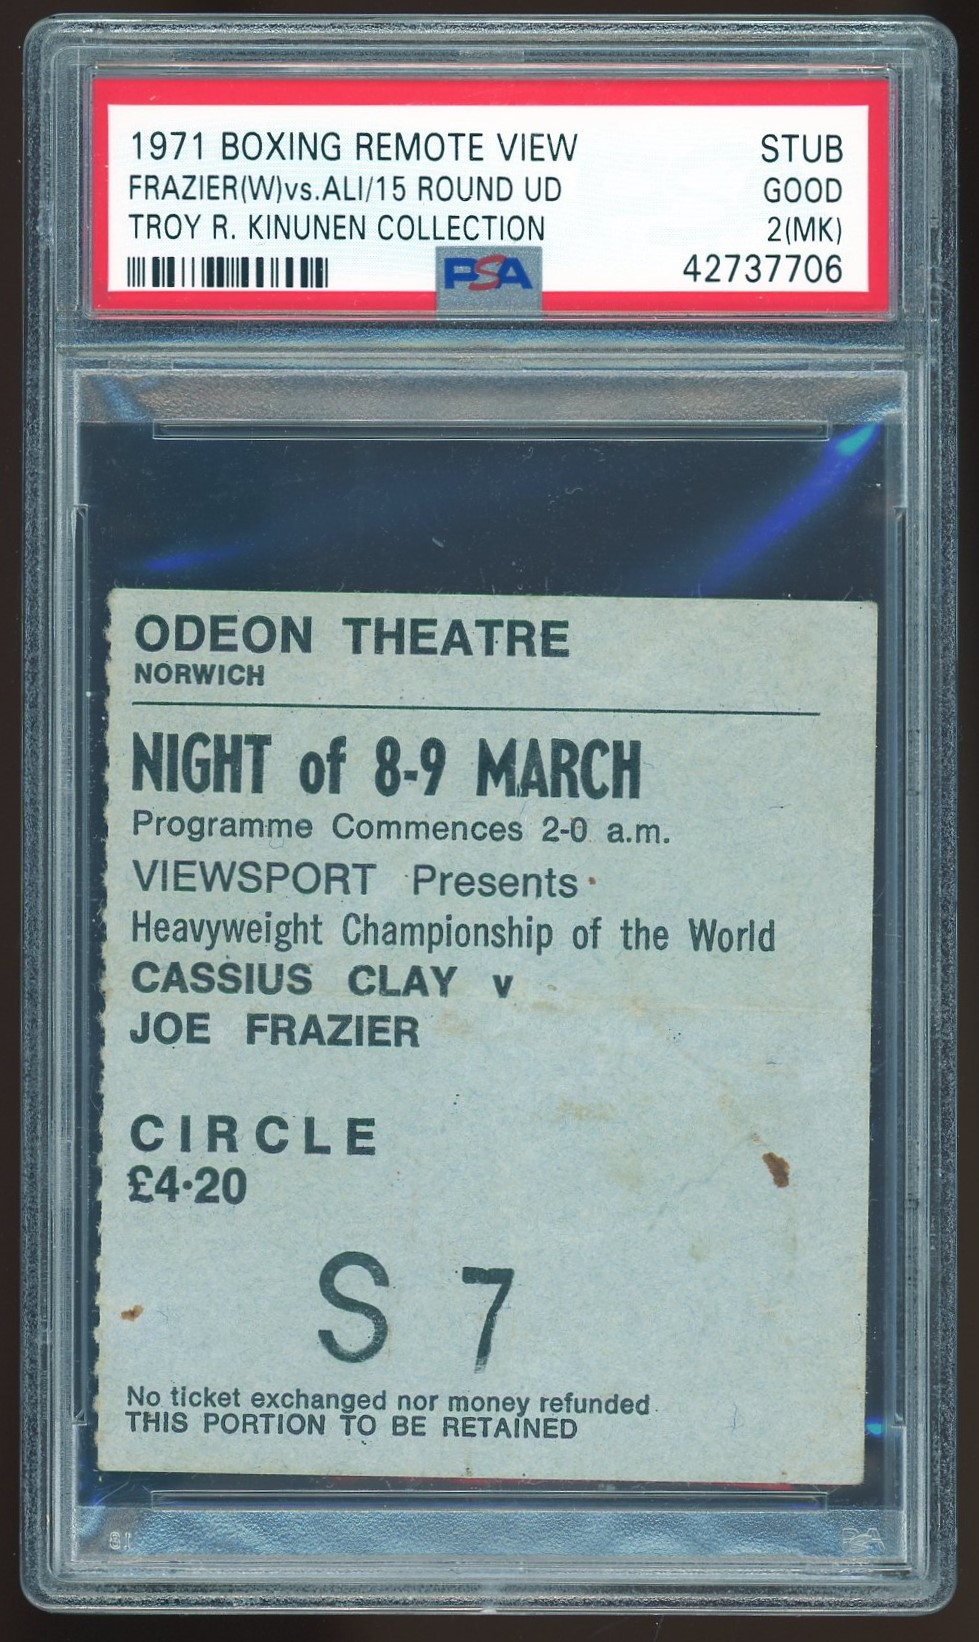 1971 BOXING REMOTE VIEW STUB
FRAZIER(W)vs.ALI/15 ROUND UD GOOD
TROY R. KINUNEN COLLECTION 2(MK)
PSA 42737706
ODEON THEATRE
NORWICH
NIGHT of 8-9 MARCH
Programme Commences 2-0 a.m.
VIEWSPORT Presents
Heavyweight Championship of the World
CASSIUS CLAY v
JOE FRAZIER
CIRCLE
£4·20
S 7
No ticket exchanged nor money refunded
THIS PORTION TO BE RETAINED
PSA